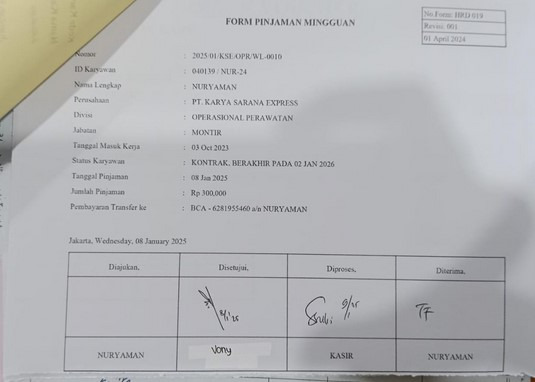 FORM PINJAMAN MINGGUAN
No.Form: HRD-019
Revisi: 001
01 April 2024
Nomor : 2025/01/KSE/OPR/WL-0010
ID Karyawan : 040139 / NUR-24
Nama Lengkap : NURYAMAN
Perusahaan : PT. KARYA SARANA EXPRESS
Divisi : OPERASIONAL PERAWATAN
Jabatan : MONTIR
Tanggal Masuk Kerja : 03 Oct 2023
Status Karyawan : KONTRAK, BERAKHIR PADA 02 JAN 2026
Tanggal Pinjaman : 08 Jan 2025
Jumlah Pinjaman : Rp 300,000
Pembayaran Transfer ke : BCA - 6281955460 a/n NURYAMAN
Jakarta, Wednesday, 08 January 2025
Diajukan, Disetujui, Diproses, Diterima,
TF
NURYAMAN Vony KASIR NURYAMAN